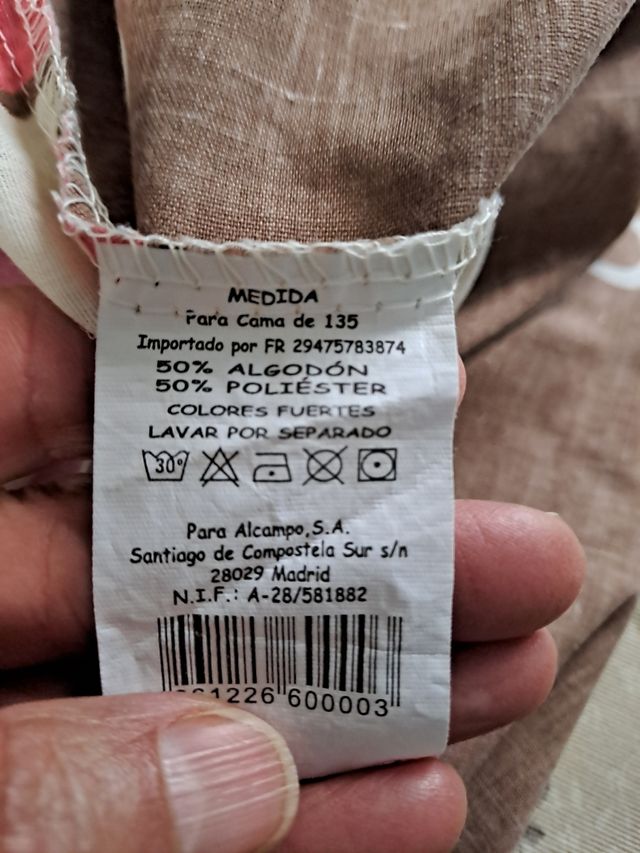 MEDIDA
Para Cama de 135
Importado por FR 29475783874
50% ALGODÓN
50% POLIÉSTER
COLORES FUERTES
LAVAR POR SEPARADO
30°
Para Alcampo,S.A.
Santiago de Compostela Sur s/n
28029 Madrid
N.I.F.: A-28/581882
600003